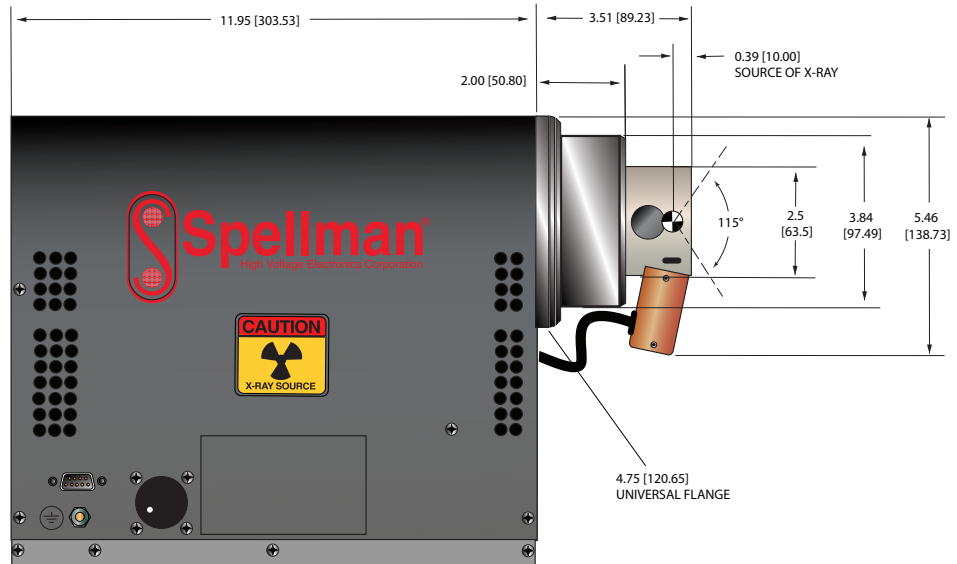 11.95 [303.53]
3.51 [89.23]
0.39 [10.00]
SOURCE OF X-RAY
2.00 [50.80]
115°
2.5
[63.5]
3.84
[97.49]
5.46
[138.73]
Spellman®
High Voltage Electronics Corporation
CAUTION
X-RAY SOURCE
4.75 [120.65]
UNIVERSAL FLANGE